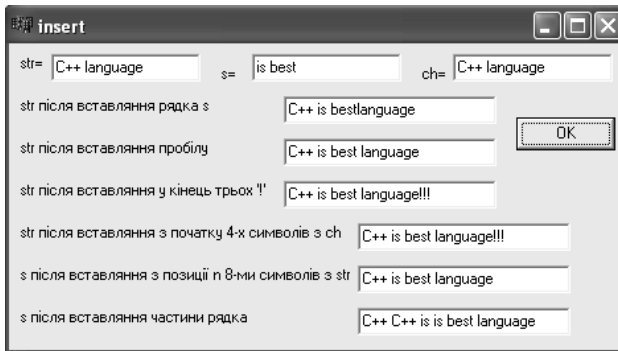 insert
str= C++ language s= is best ch= C++ language
str після вставляння рядка s C++ is bestlanguage
OK
str після вставляння пробілу C++ is best language
str після вставляння у кінець трьох '!' C++ is best language!!!
str після вставляння з початку 4-х символів з ch C++ is best language!!!
s після вставляння з позиції n 8-ми символів з str C++ is best language
s після вставляння частини рядка C++ C++ is is best language